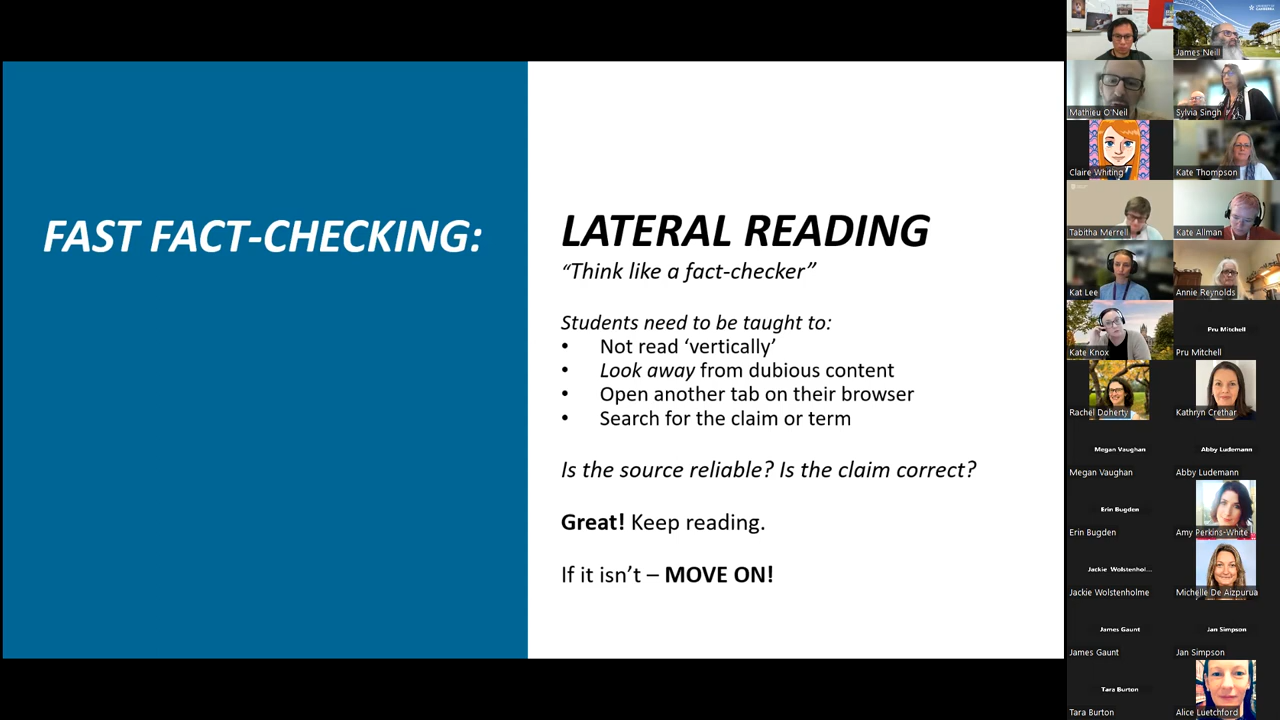 FAST FACT-CHECKING:
LATERAL READING
“Think like a fact-checker”
Students need to be taught to:
• Not read ‘vertically’
• Look away from dubious content
• Open another tab on their browser
• Search for the claim or term
Is the source reliable? Is the claim correct?
Great! Keep reading.
If it isn’t – MOVE ON!
James Neill
Mathieu O'Neil
Sylvia Singh
Claire Whiting
Kate Thompson
Tabitha Merrell
Kate Allman
Kat Lee
Annie Reynolds
Kate Knox
Pru Mitchell
Pru Mitchell
Rachel Doherty
Kathryn Crethar
Megan Vaughan
Megan Vaughan
Abby Ludemann
Abby Ludemann
Erin Bugden
Erin Bugden
Amy Perkins-White
Jackie Wolstenhol...
Jackie Wolstenholme
Michelle De Aizpurua
James Gaunt
James Gaunt
Jan Simpson
Jan Simpson
Tara Burton
Tara Burton
Alice Luetchford